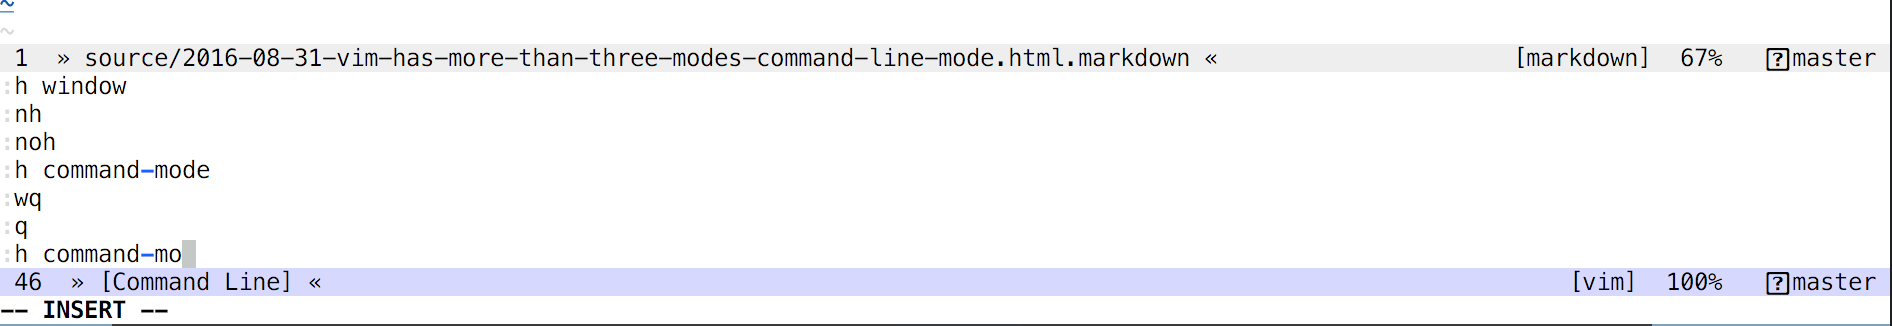 ~
~
1 » source/2016-08-31-vim-has-more-than-three-modes-command-line-mode.html.markdown « [markdown] 67% ?master
:h window
:nh
:noh
:h command-mode
:wq
:q
:h command-mo
46 » [Command Line] « [vim] 100% ?master
-- INSERT --